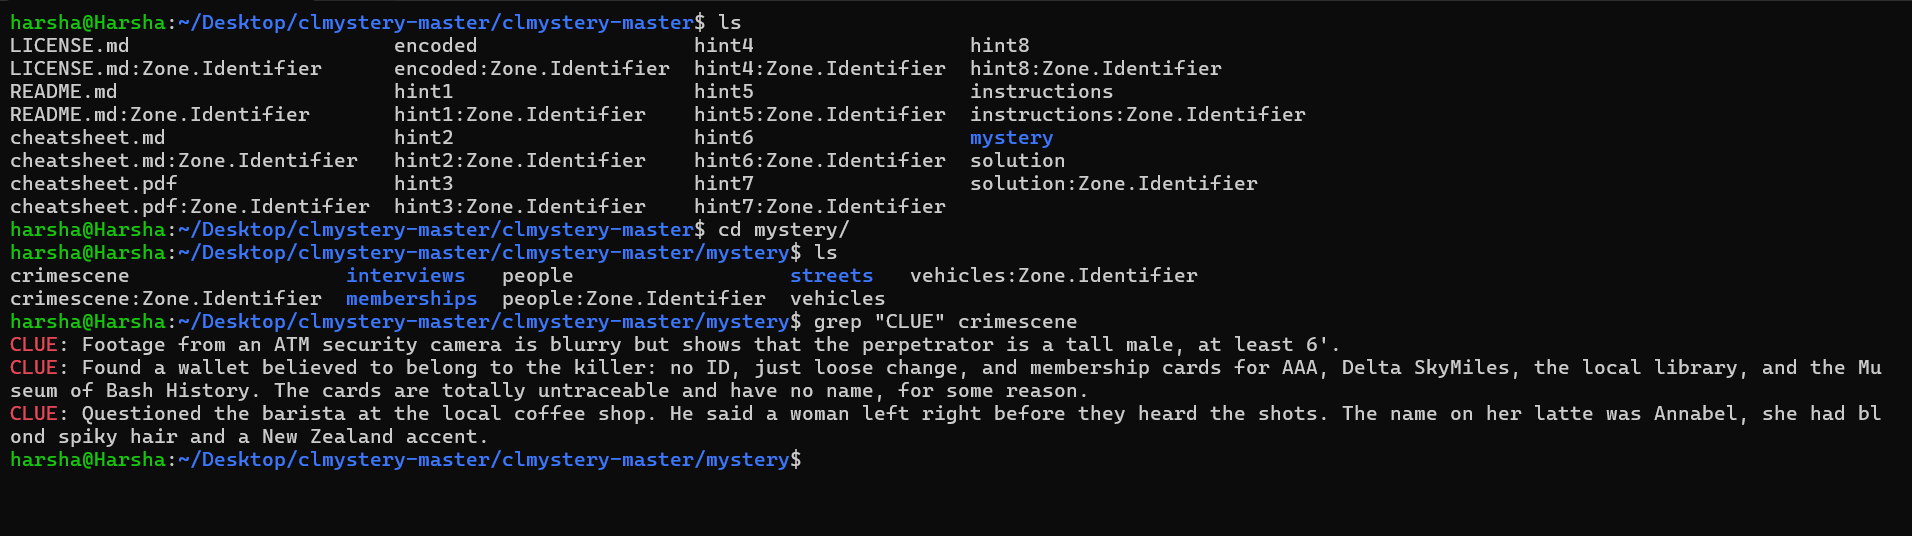 harsha@Harsha:~/Desktop/clmystery-master/clmystery-master$ ls
LICENSE.md                      encoded                  hint4                  hint8
LICENSE.md:Zone.Identifier      encoded:Zone.Identifier  hint4:Zone.Identifier  hint8:Zone.Identifier
README.md                       hint1                    hint5                  instructions
README.md:Zone.Identifier       hint1:Zone.Identifier    hint5:Zone.Identifier  instructions:Zone.Identifier
cheatsheet.md                   hint2                    hint6                  mystery
cheatsheet.md:Zone.Identifier   hint2:Zone.Identifier    hint6:Zone.Identifier  solution
cheatsheet.pdf                  hint3                    hint7                  solution:Zone.Identifier
cheatsheet.pdf:Zone.Identifier  hint3:Zone.Identifier    hint7:Zone.Identifier
harsha@Harsha:~/Desktop/clmystery-master/clmystery-master$ cd mystery/
harsha@Harsha:~/Desktop/clmystery-master/clmystery-master/mystery$ ls
crimescene                  interviews   people                  streets   vehicles:Zone.Identifier
crimescene:Zone.Identifier  memberships  people:Zone.Identifier  vehicles
harsha@Harsha:~/Desktop/clmystery-master/clmystery-master/mystery$ grep "CLUE" crimescene
CLUE: Footage from an ATM security camera is blurry but shows that the perpetrator is a tall male, at least 6'.
CLUE: Found a wallet believed to belong to the killer: no ID, just loose change, and membership cards for AAA, Delta SkyMiles, the local library, and the Mu
seum of Bash History. The cards are totally untraceable and have no name, for some reason.
CLUE: Questioned the barista at the local coffee shop. He said a woman left right before they heard the shots. The name on her latte was Annabel, she had bl
ond spiky hair and a New Zealand accent.
harsha@Harsha:~/Desktop/clmystery-master/clmystery-master/mystery$